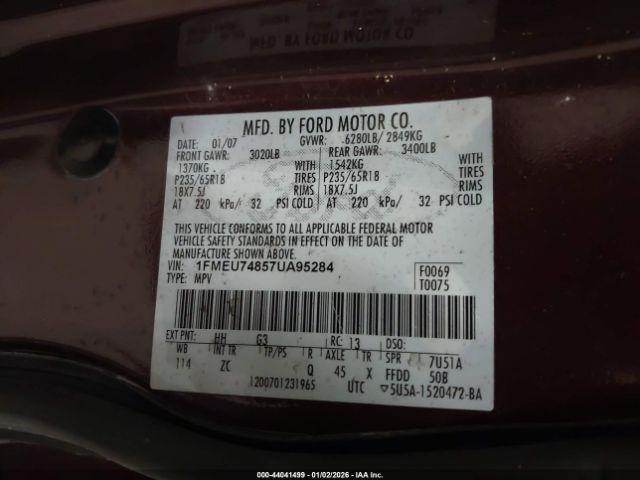 MFD. BY FORD MOTOR CO.
MFD. BY FORD MOTOR CO.
DATE: 01/07 GVWR: 6280LB/ 2849KG
FRONT GAWR: 3020LB REAR GAWR: 3400LB
1370KG WITH 1542KG WITH
P235/65R18 TIRES P235/65R18 TIRES
18X7.5J RIMS 18X7.5J RIMS
AT 220 kPa/ 32 PSI COLD AT 220 kPa/ 32 PSI COLD
THIS VEHICLE CONFORMS TO ALL APPLICABLE FEDERAL MOTOR
VEHICLE SAFETY STANDARDS IN EFFECT ON THE DATE OF
MANUFACTURE SHOWN ABOVE.
VIN: 1FMEU74857UA95284 F0069
TYPE: MPV T0075
EXT PNT: HH G3 RC: 13 DSO:
WB INT TR TP/PS R AXLE TR SPR 7U51A
114 ZC Q 45 X FFDD 50B
1200701231965 UTC ▽5U5A-1520472-BA
000-44041499 - 01/02/2026 - IAA Inc.